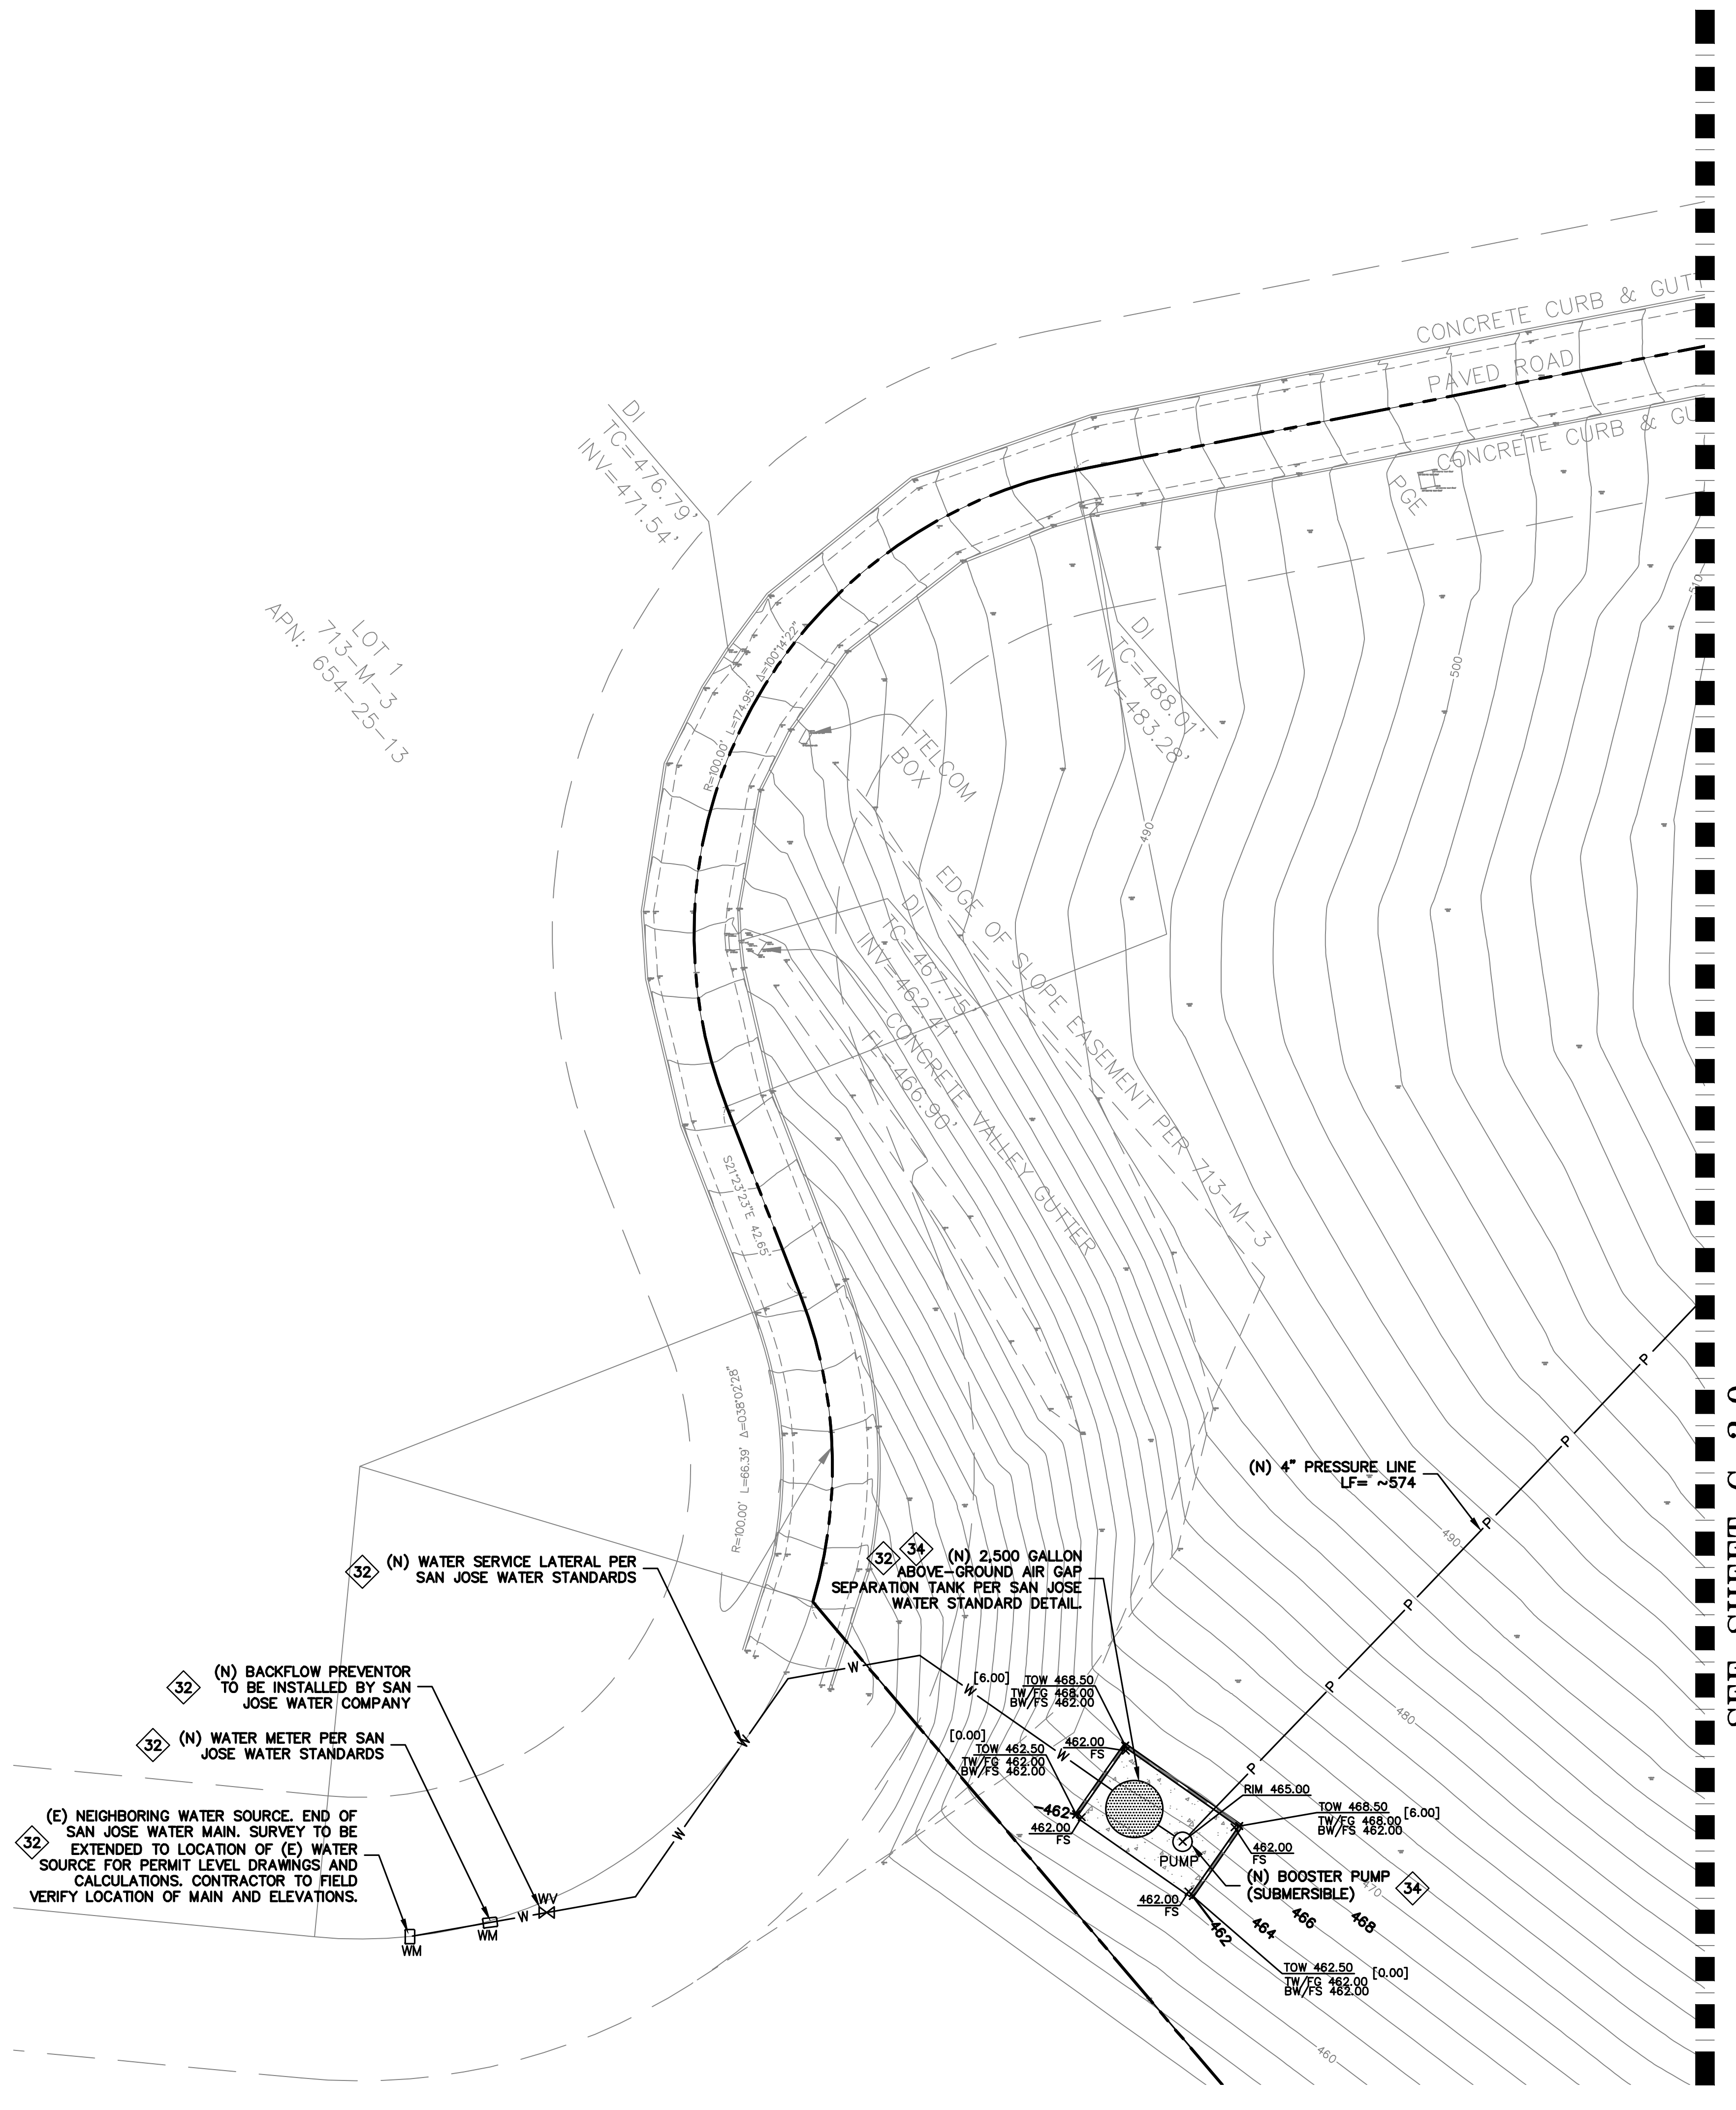 CONCRETE CURB & GUTT
PAVED ROAD
CONCRETE CURB & GU
PGE
DI
TC=476.79'
INV=471.54'
LOT 1
713-M-3
APN: 654-25-13
R=100.00' L=174.95' Δ=100°14'22"
510
500
DI
TC=488.01'
INV=483.28'
TELCOM
BOX
490
EDGE OF SLOPE EASEMENT PER 713-M-3
DI
TC=467.75'
INV=462.41'
CONCRETE VALLEY GUTTER
FL=466.90'
S21°23'23"E 42.65'
R=100.00' L=66.39' Δ=038°02'28"
P
P
(N) 4" PRESSURE LINE
LF= ~574
P
490
P
P
480
P
32
(N) WATER SERVICE LATERAL PER
SAN JOSE WATER STANDARDS
32
34
(N) 2,500 GALLON
ABOVE-GROUND AIR GAP
SEPARATION TANK PER SAN JOSE
WATER STANDARD DETAIL.
32
(N) BACKFLOW PREVENTOR
TO BE INSTALLED BY SAN
JOSE WATER COMPANY
32
(N) WATER METER PER SAN
JOSE WATER STANDARDS
32
(E) NEIGHBORING WATER SOURCE. END OF
SAN JOSE WATER MAIN. SURVEY TO BE
EXTENDED TO LOCATION OF (E) WATER
SOURCE FOR PERMIT LEVEL DRAWINGS AND
CALCULATIONS. CONTRACTOR TO FIELD
VERIFY LOCATION OF MAIN AND ELEVATIONS.
WM
WM
W
WV
W
W
W
W
W
[6.00]
TOW 468.50
TW/FG 468.00
BW/FS 462.00
[0.00]
TOW 462.50
TW/FG 462.00
BW/FS 462.00
462.00
FS
462
462.00
FS
RIM 465.00
TOW 468.50
TW/FG 468.00
BW/FS 462.00
[6.00]
462.00
FS
PUMP
(N) BOOSTER PUMP
(SUBMERSIBLE)
34
470
462.00
FS
462
464
466
468
TOW 462.50
TW/FG 462.00
BW/FS 462.00
[0.00]
460